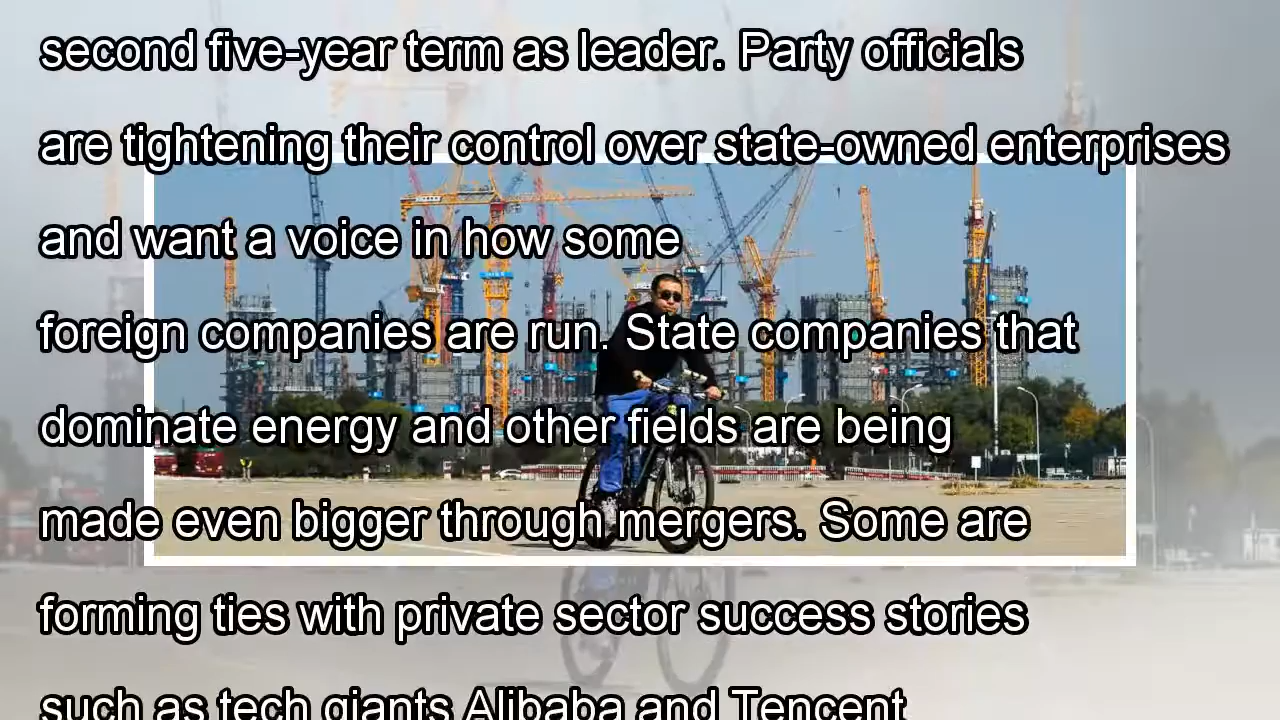 second five-year term as leader. Party officials
are tightening their control over state-owned enterprises
and want a voice in how some
foreign companies are run. State companies that
dominate energy and other fields are being
made even bigger through mergers. Some are
forming ties with private sector success stories
such as tech giants Alibaba and Tencent